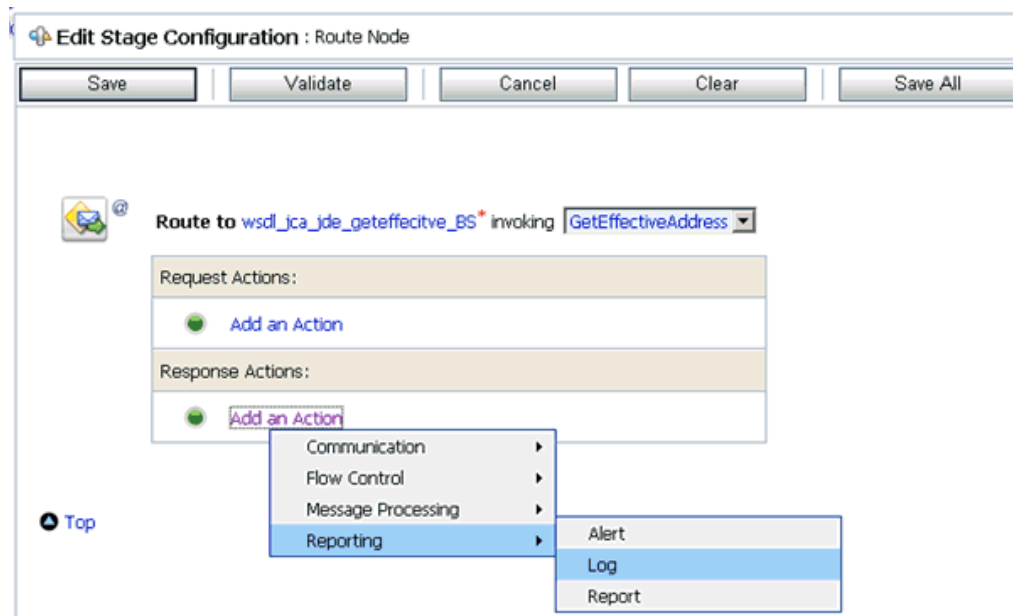 Edit Stage Configuration : Route Node
Save Validate Cancel Clear Save All
@ Route to wsdl_jca_jde_geteffecitve_BS* invoking GetEffectiveAddress
Request Actions:
Add an Action
Response Actions:
Add an Action
Communication
Flow Control
Message Processing
Reporting
Top
Alert
Log
Report